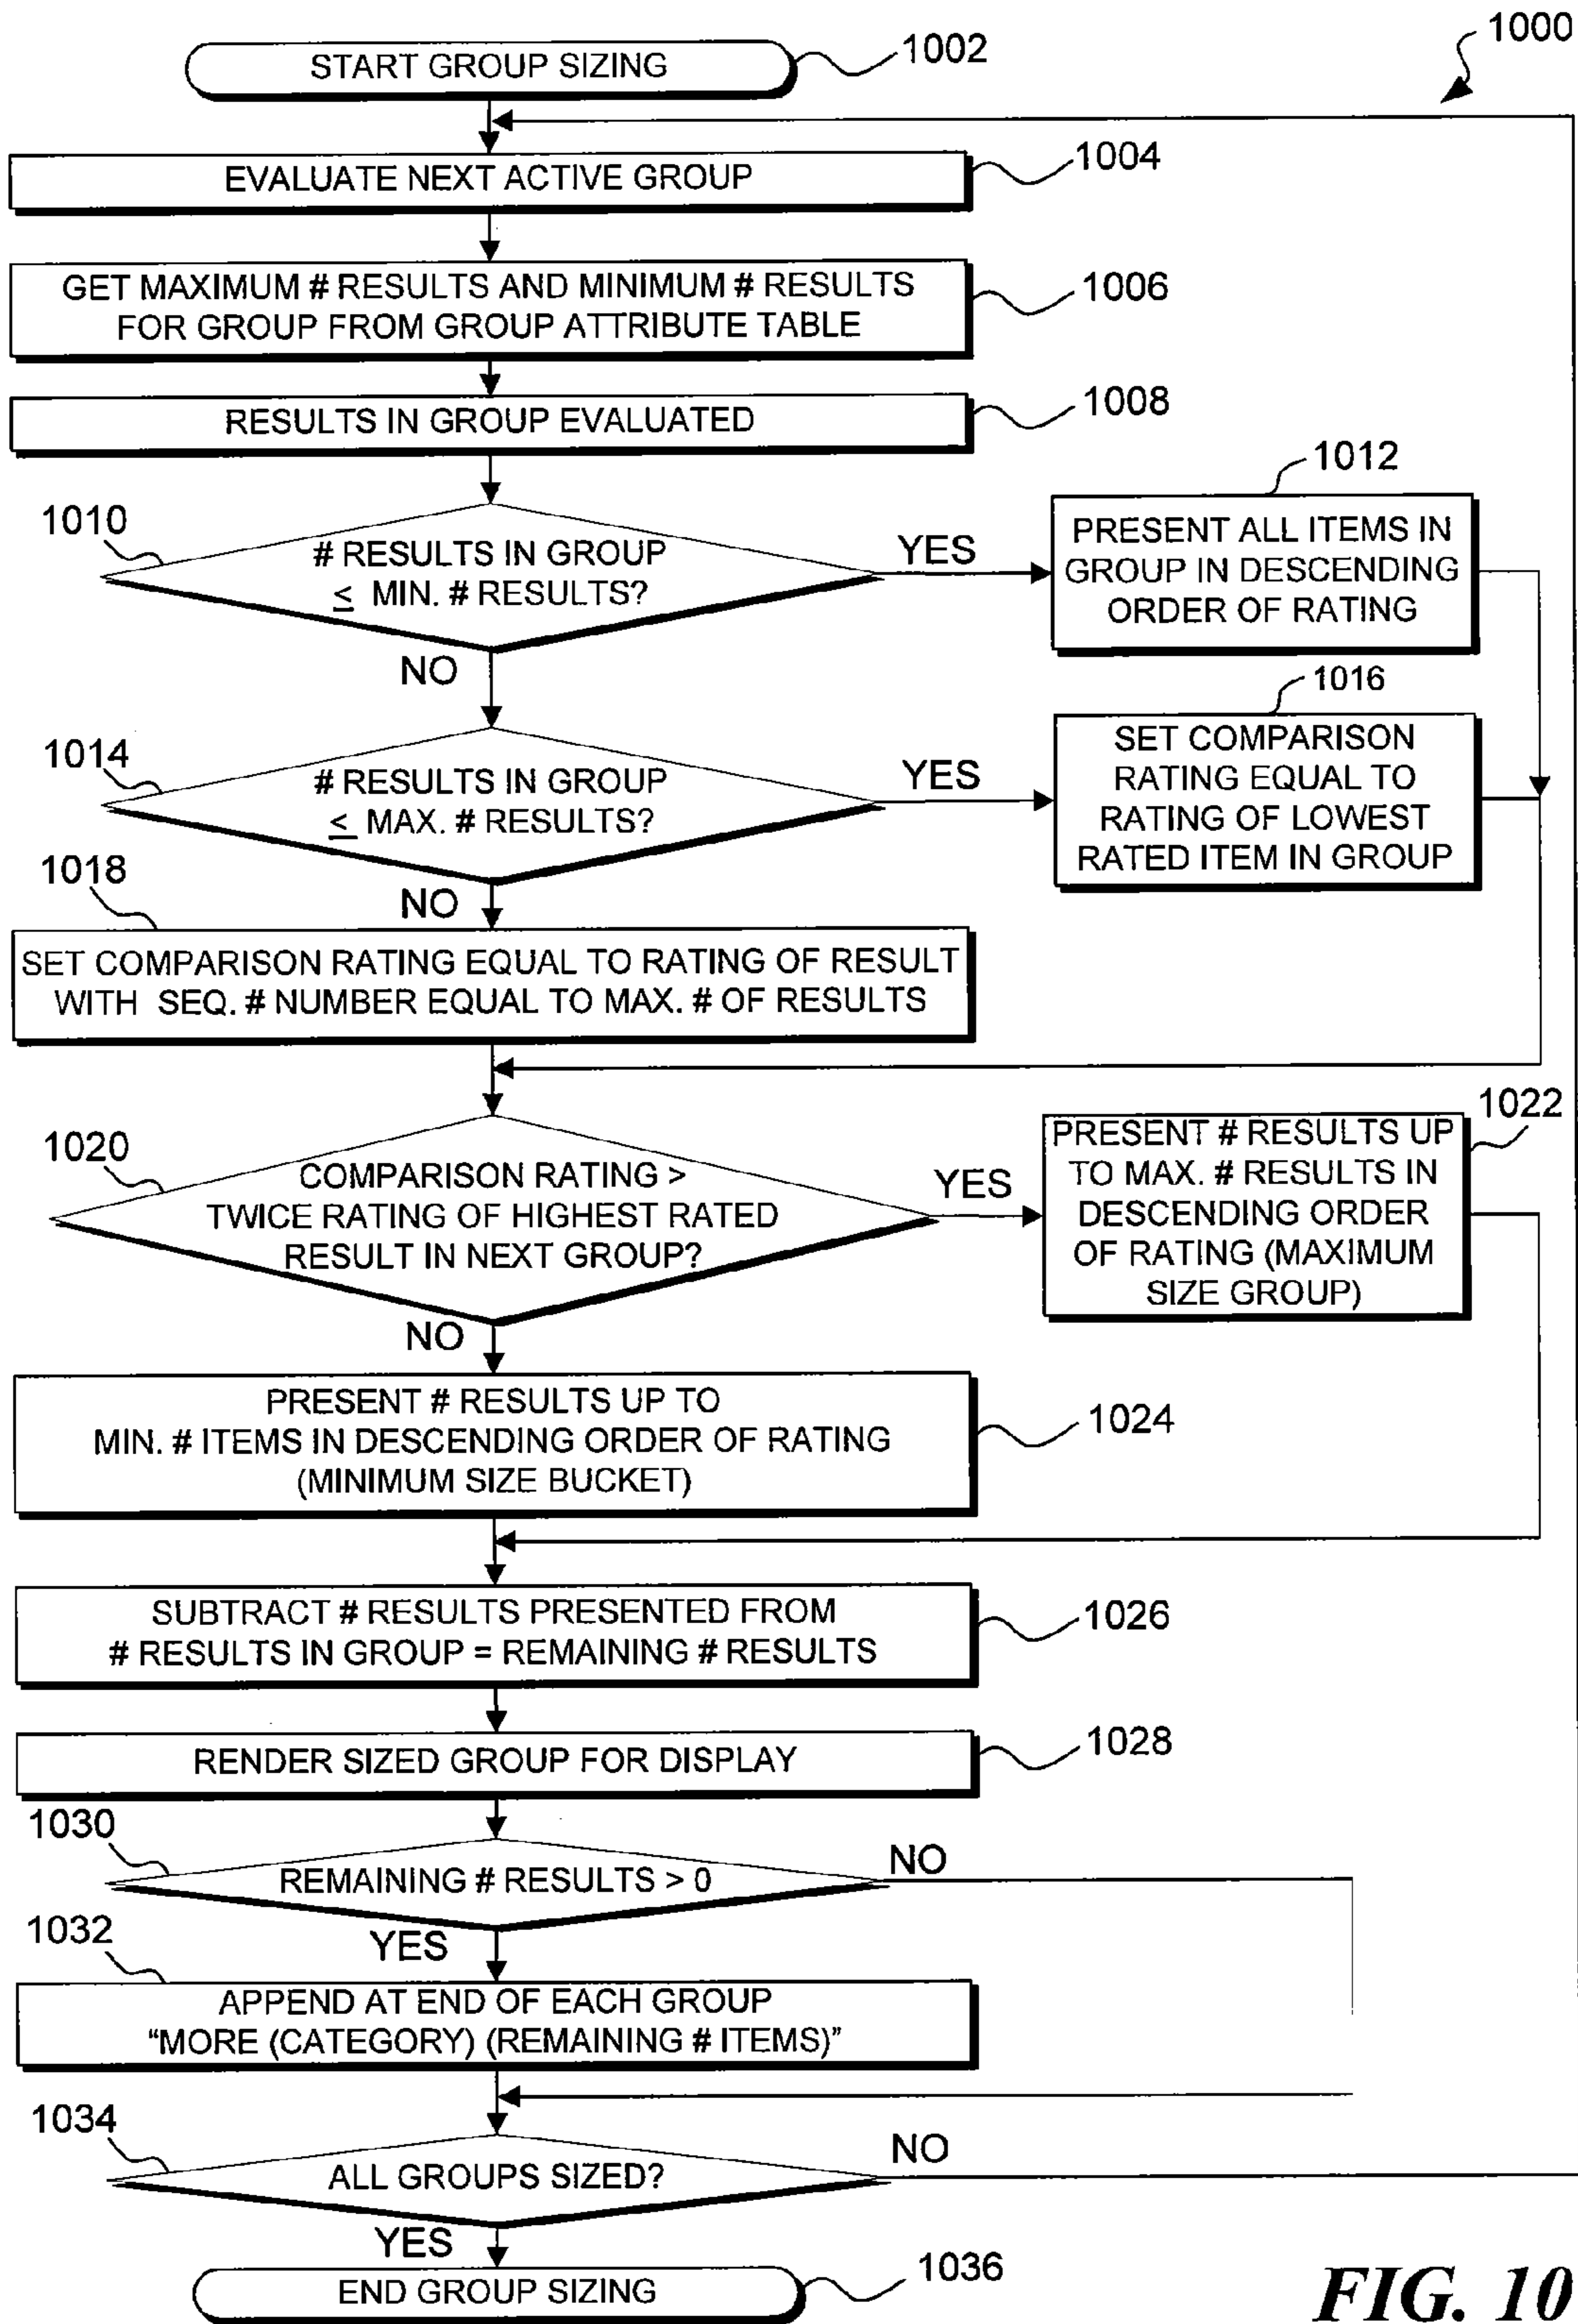 1000
START GROUP SIZING
1002
EVALUATE NEXT ACTIVE GROUP
1004
GET MAXIMUM # RESULTS AND MINIMUM # RESULTS
FOR GROUP FROM GROUP ATTRIBUTE TABLE
1006
RESULTS IN GROUP EVALUATED
1008
1010
# RESULTS IN GROUP
≤ MIN. # RESULTS?
YES
NO
1012
PRESENT ALL ITEMS IN
GROUP IN DESCENDING
ORDER OF RATING
1014
# RESULTS IN GROUP
≤ MAX. # RESULTS?
YES
NO
1016
SET COMPARISON
RATING EQUAL TO
RATING OF LOWEST
RATED ITEM IN GROUP
1018
SET COMPARISON RATING EQUAL TO RATING OF RESULT
WITH SEQ. # NUMBER EQUAL TO MAX. # OF RESULTS
1020
COMPARISON RATING >
TWICE RATING OF HIGHEST RATED
RESULT IN NEXT GROUP?
YES
NO
1022
PRESENT # RESULTS UP
TO MAX. # RESULTS IN
DESCENDING ORDER
OF RATING (MAXIMUM
SIZE GROUP)
PRESENT # RESULTS UP TO
MIN. # ITEMS IN DESCENDING ORDER OF RATING
(MINIMUM SIZE BUCKET)
1024
SUBTRACT # RESULTS PRESENTED FROM
# RESULTS IN GROUP = REMAINING # RESULTS
1026
RENDER SIZED GROUP FOR DISPLAY
1028
1030
REMAINING # RESULTS > 0
NO
YES
1032
APPEND AT END OF EACH GROUP
“MORE (CATEGORY) (REMAINING # ITEMS)”
1034
ALL GROUPS SIZED?
NO
YES
END GROUP SIZING
1036
FIG. 10